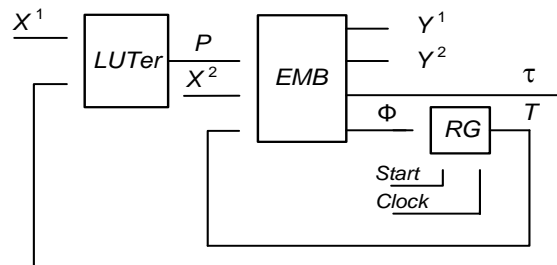 X¹
LUTer
P
X²
EMB
Y¹
Y²
τ
Φ
RG
T
Start
Clock